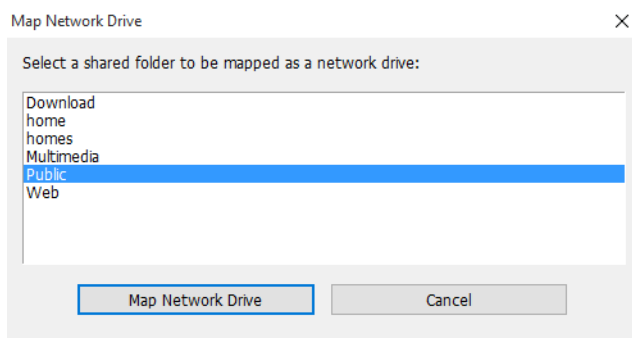 Map Network Drive
Select a shared folder to be mapped as a network drive:
Download
home
homes
Multimedia
Public
Web
Map Network Drive
Cancel